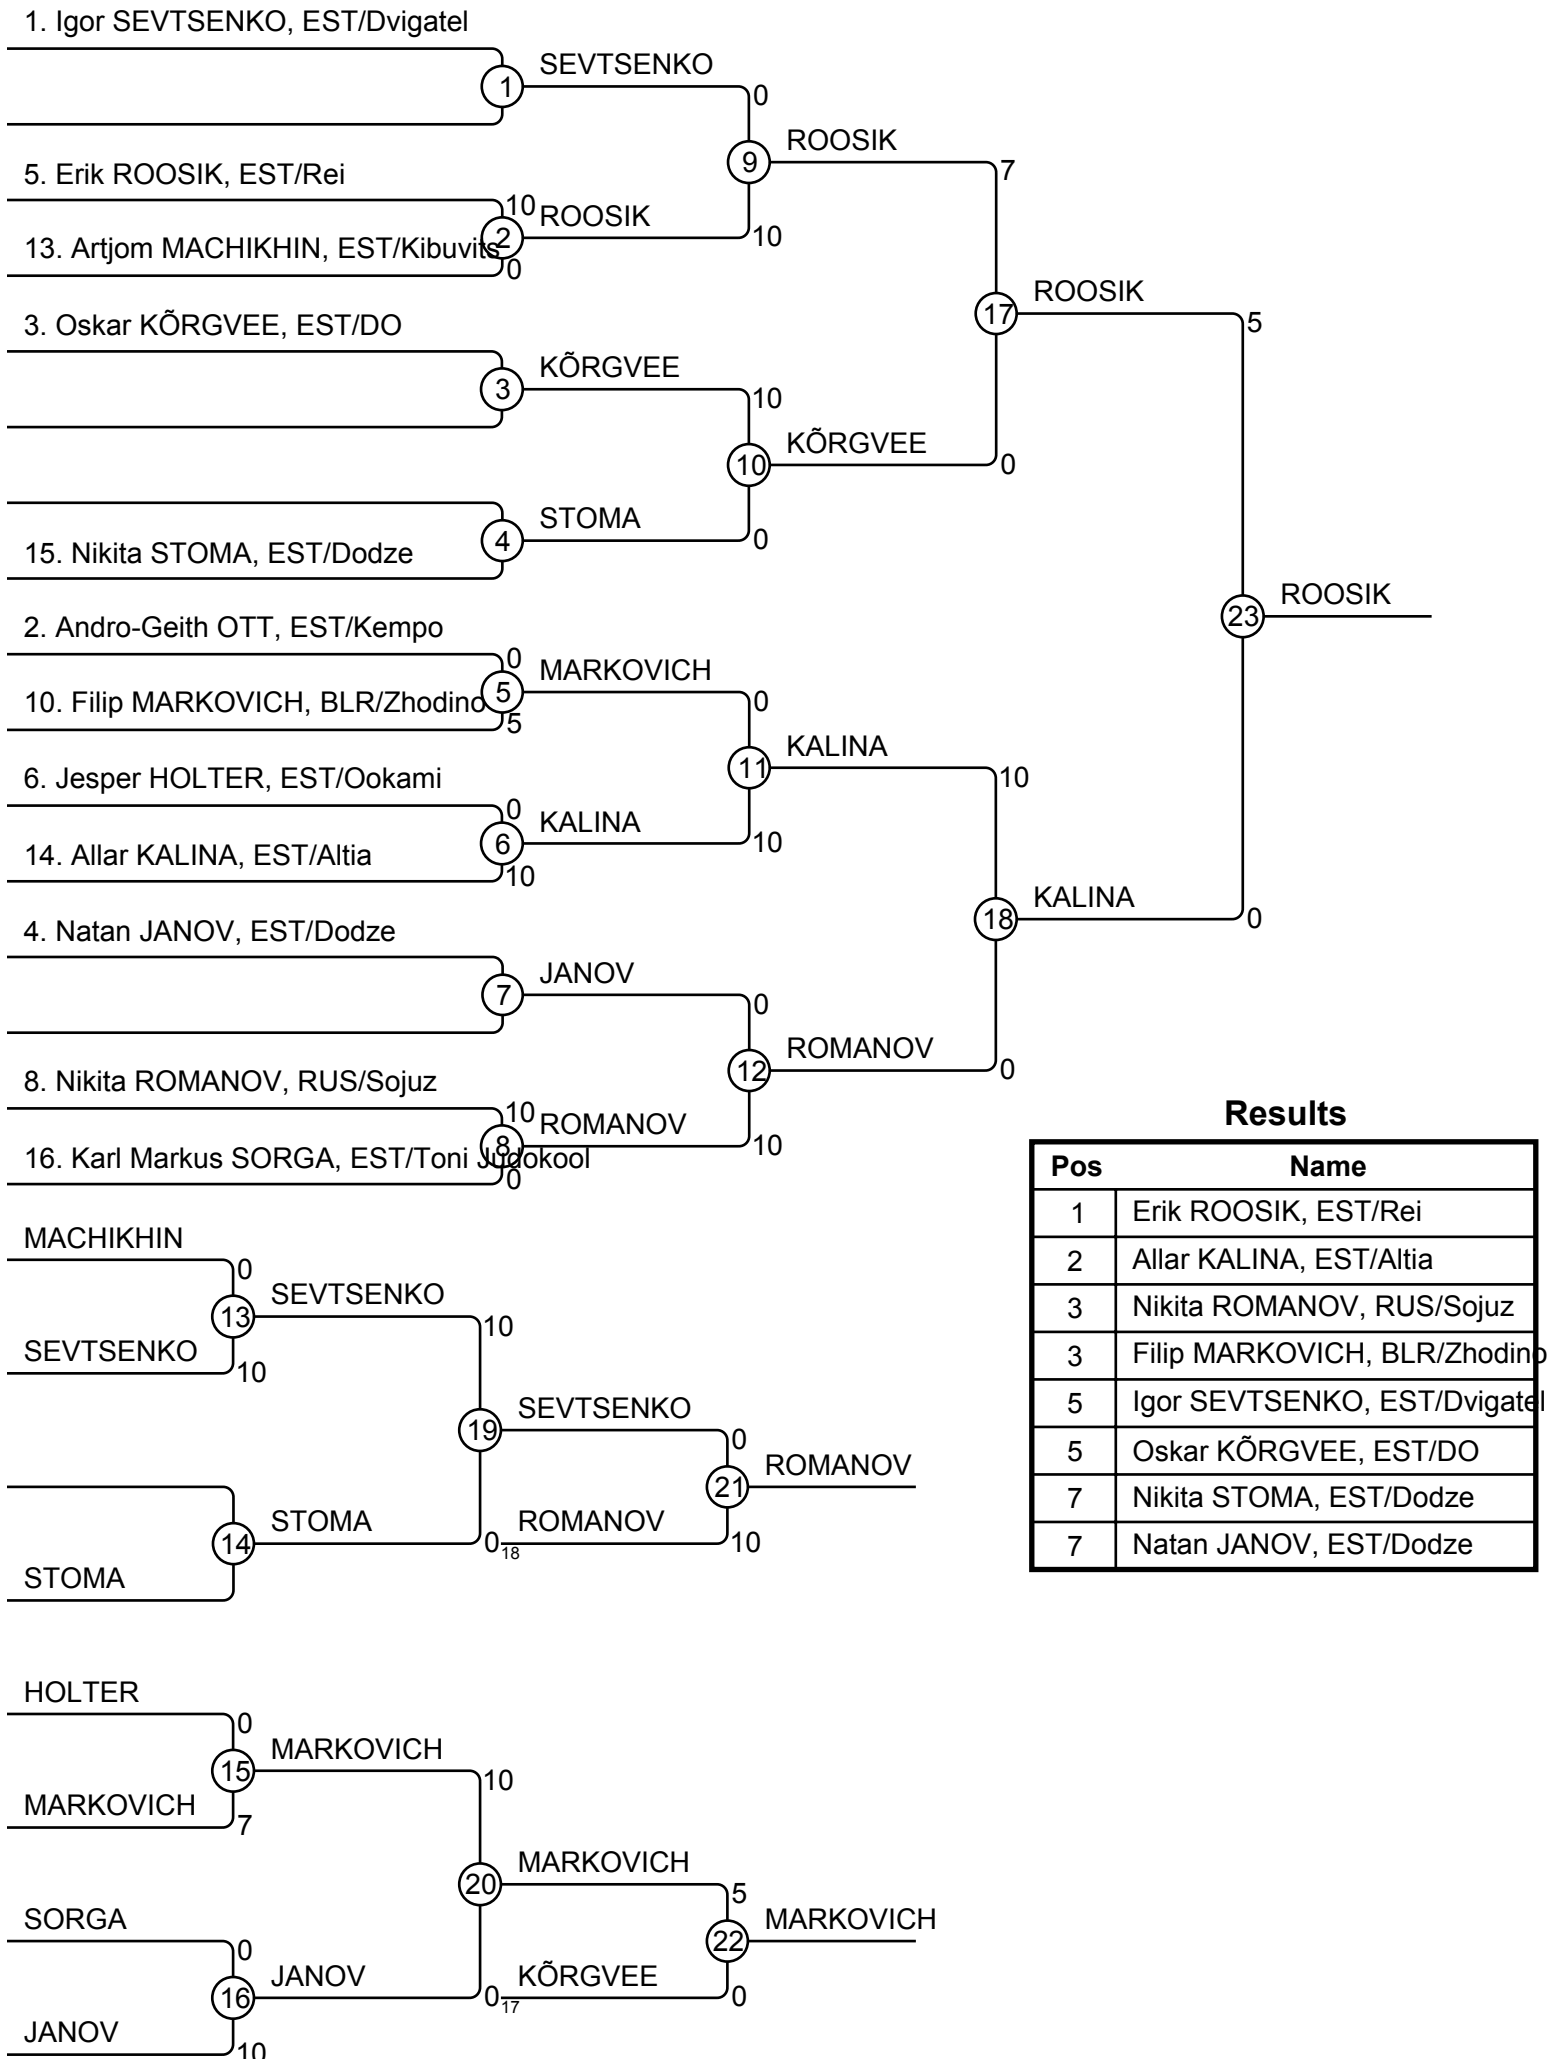 1. Igor SEVTSENKO, EST/Dvigatel
1
SEVTSENKO
0
5. Erik ROOSIK, EST/Rei
10
2
ROOSIK
10
13. Artjom MACHIKHIN, EST/Kibuvits
0
9
ROOSIK
7
3. Oskar KÕRGVEE, EST/DO
3
KÕRGVEE
10
10
KÕRGVEE
0
4
STOMA
0
15. Nikita STOMA, EST/Dodze
17
ROOSIK
5
2. Andro-Geith OTT, EST/Kempo
0
5
MARKOVICH
0
10. Filip MARKOVICH, BLR/Zhodino
5
11
KALINA
10
6. Jesper HOLTER, EST/Ookami
0
6
KALINA
10
14. Allar KALINA, EST/Altia
10
18
KALINA
0
23
ROOSIK
4. Natan JANOV, EST/Dodze
7
JANOV
0
12
ROMANOV
0
8. Nikita ROMANOV, RUS/Sojuz
10
8
ROMANOV
10
16. Karl Markus SORGA, EST/Toni Judokool
0
MACHIKHIN
0
13
SEVTSENKO
10
SEVTSENKO
10
19
SEVTSENKO
0
14
STOMA
0
18
ROMANOV
10
STOMA
21
ROMANOV
HOLTER
0
15
MARKOVICH
10
MARKOVICH
7
20
MARKOVICH
5
SORGA
0
16
JANOV
0
17
KÕRGVEE
0
JANOV
10
22
MARKOVICH
Results
Pos Name
1 Erik ROOSIK, EST/Rei
2 Allar KALINA, EST/Altia
3 Nikita ROMANOV, RUS/Sojuz
3 Filip MARKOVICH, BLR/Zhodino
5 Igor SEVTSENKO, EST/Dvigatel
5 Oskar KÕRGVEE, EST/DO
7 Nikita STOMA, EST/Dodze
7 Natan JANOV, EST/Dodze